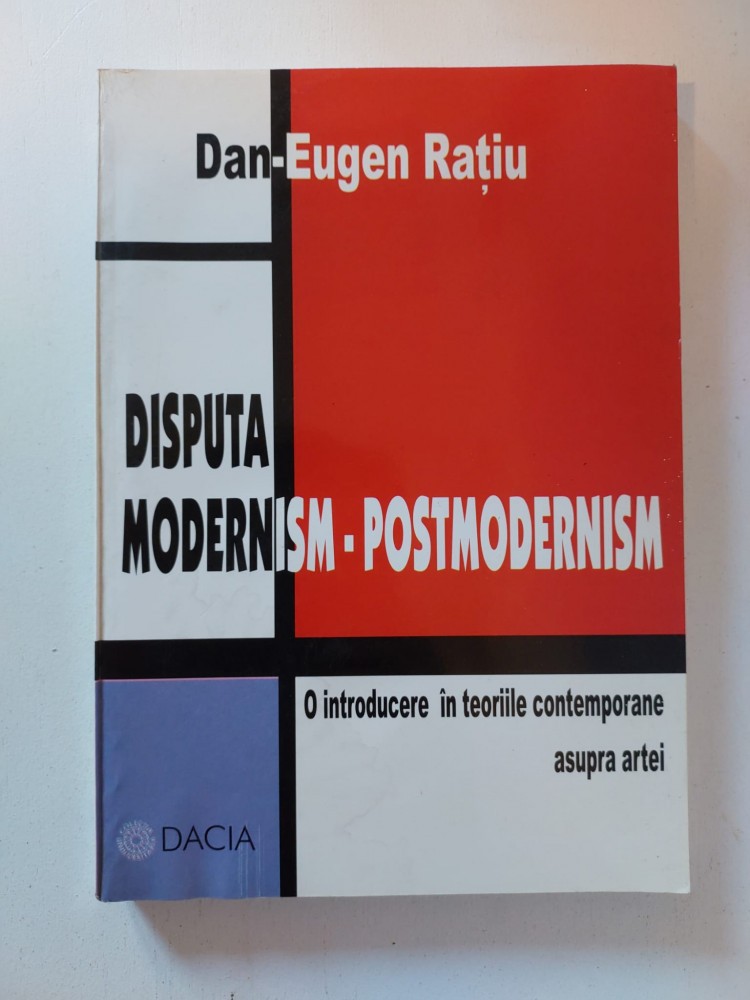 Dan-Eugen Rațiu
DISPUTA
MODERNISM - POSTMODERNISM
O introducere în teoriile contemporane
asupra artei
DACIA